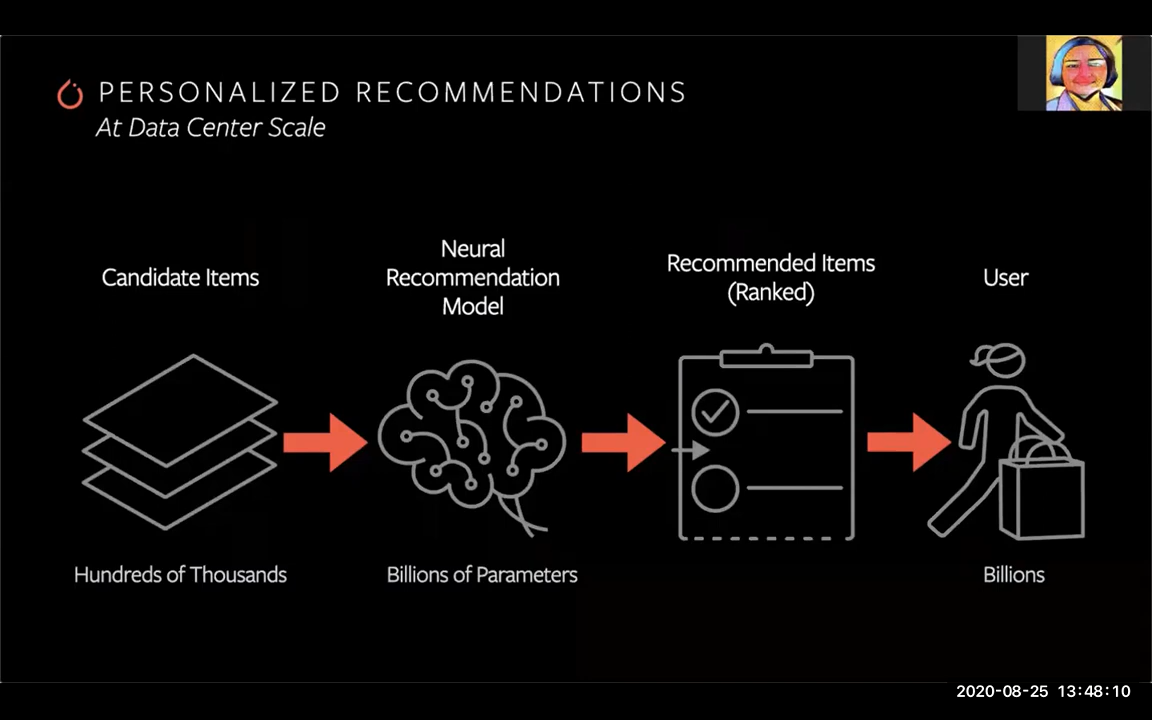 PERSONALIZED RECOMMENDATIONS
At Data Center Scale
Candidate Items
Neural
Recommendation
Model
Recommended Items
(Ranked)
User
Hundreds of Thousands
Billions of Parameters
Billions
2020-08-25 13:48:10